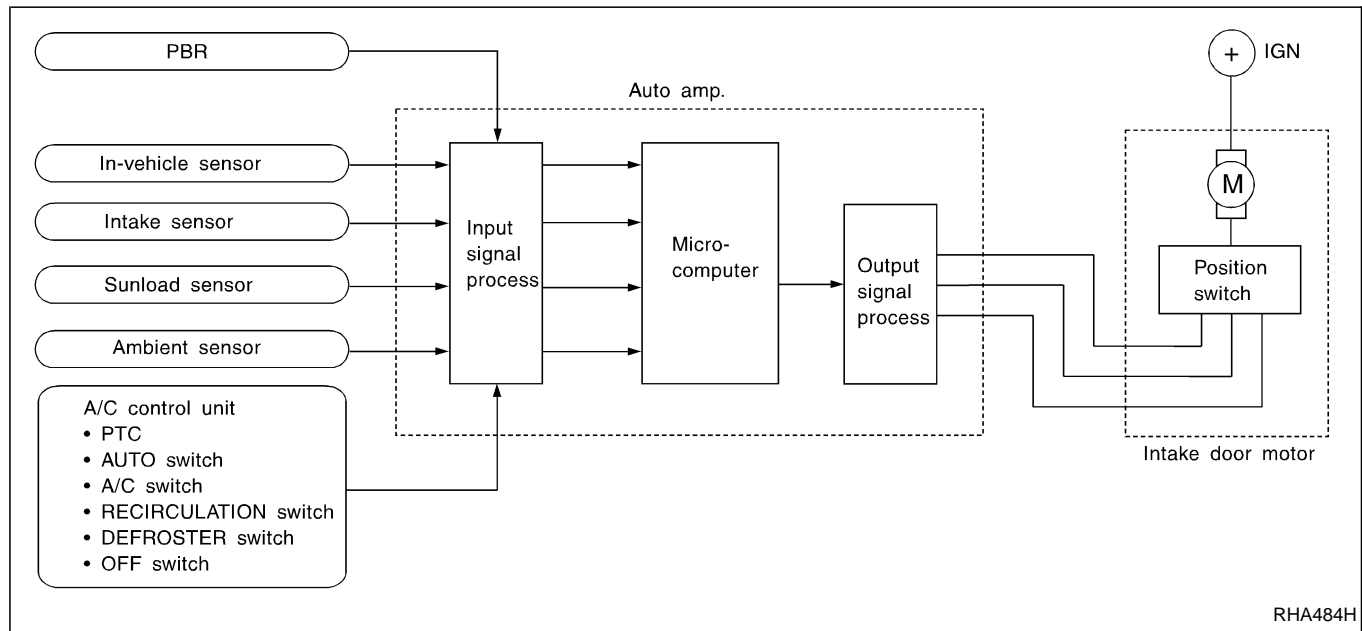 PBR
IGN
Auto amp.
In-vehicle sensor
Intake sensor
Sunload sensor
Ambient sensor
A/C control unit
• PTC
• AUTO switch
• A/C switch
• RECIRCULATION switch
• DEFROSTER switch
• OFF switch
Input
signal
process
Micro-
computer
Output
signal
process
+
M
Position
switch
Intake door motor
RHA484H